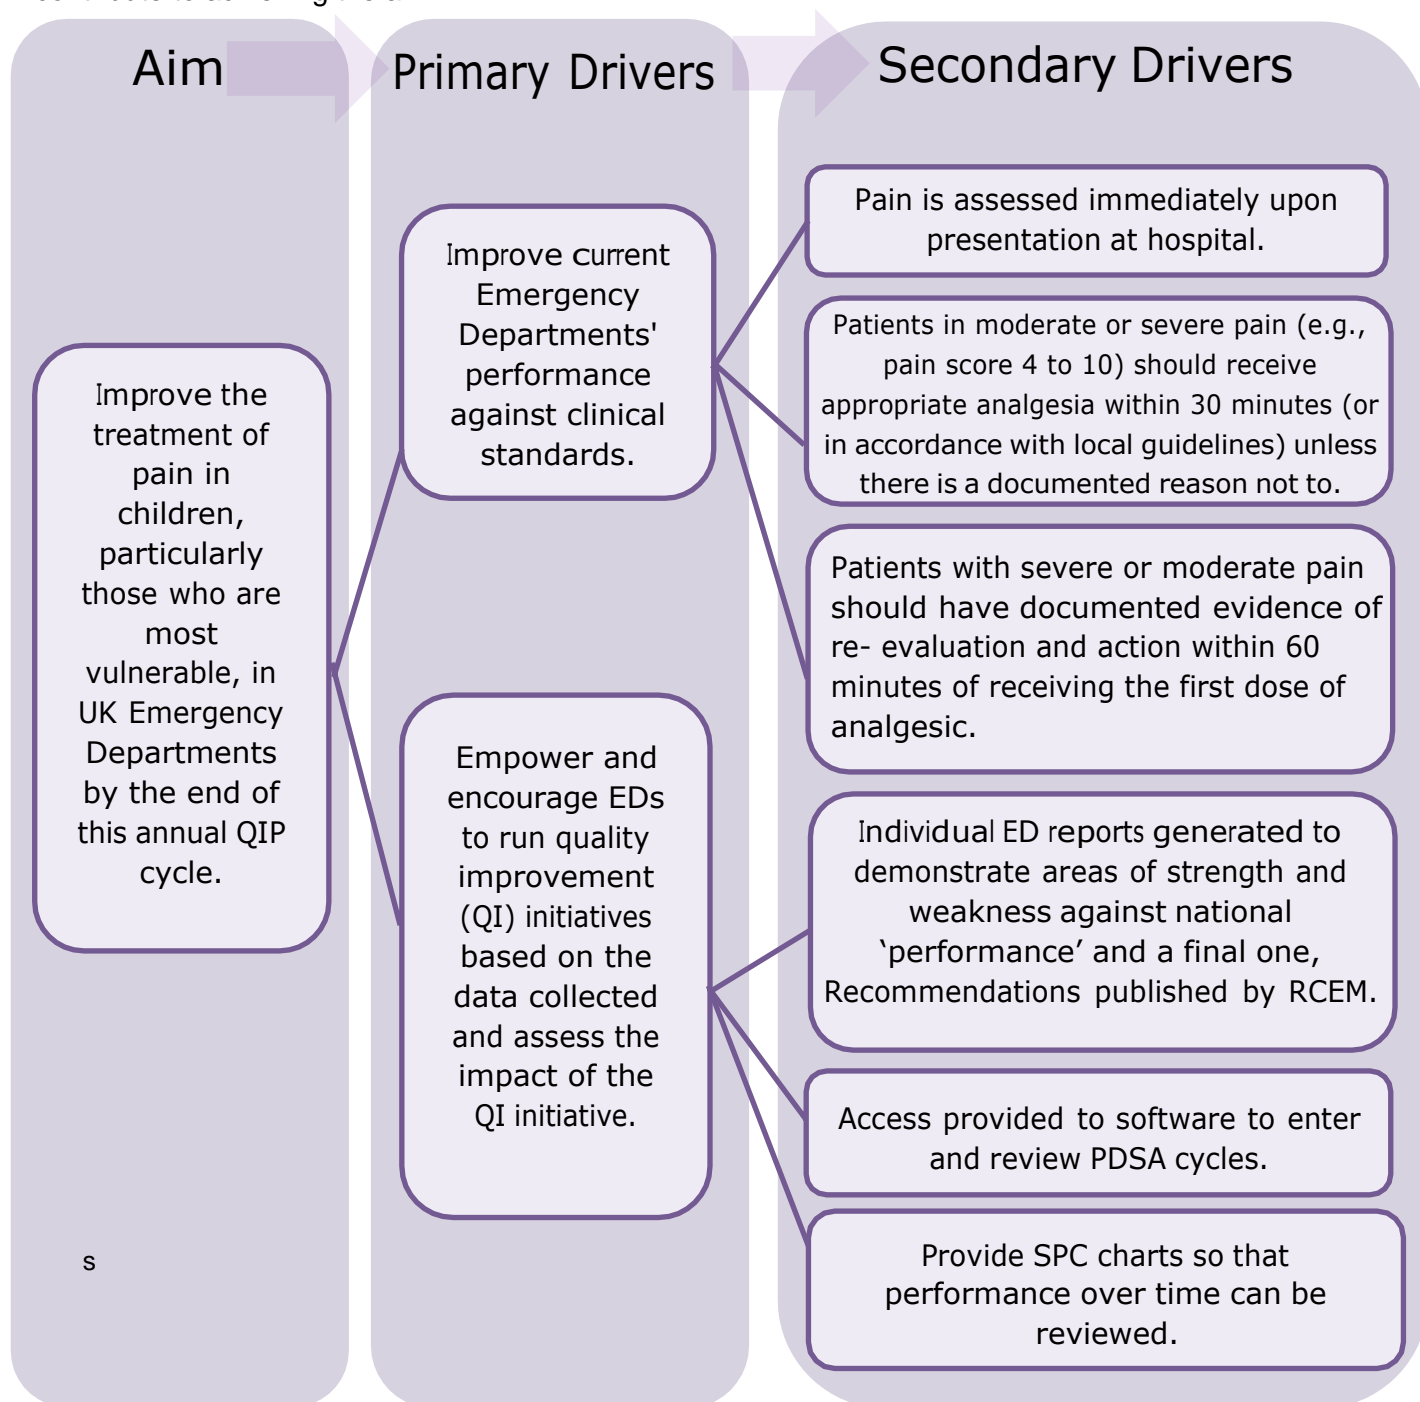 Aim
Primary Drivers
Secondary Drivers
Improve the
treatment of
pain in
children,
particularly
those who are
most
vulnerable, in
UK Emergency
Departments
by the end of
this annual QIP
cycle.
s
Improve current
Emergency
Departments'
performance
against clinical
standards.
Empower and
encourage EDs
to run quality
improvement
(QI) initiatives
based on the
data collected
and assess the
impact of the
QI initiative.
Pain is assessed immediately upon
presentation at hospital.
Patients in moderate or severe pain (e.g.,
pain score 4 to 10) should receive
appropriate analgesia within 30 minutes (or
in accordance with local guidelines) unless
there is a documented reason not to.
Patients with severe or moderate pain
should have documented evidence of
re- evaluation and action within 60
minutes of receiving the first dose of
analgesic.
Individual ED reports generated to
demonstrate areas of strength and
weakness against national
‘performance’ and a final one,
Recommendations published by RCEM.
Access provided to software to enter
and review PDSA cycles.
Provide SPC charts so that
performance over time can be
reviewed.